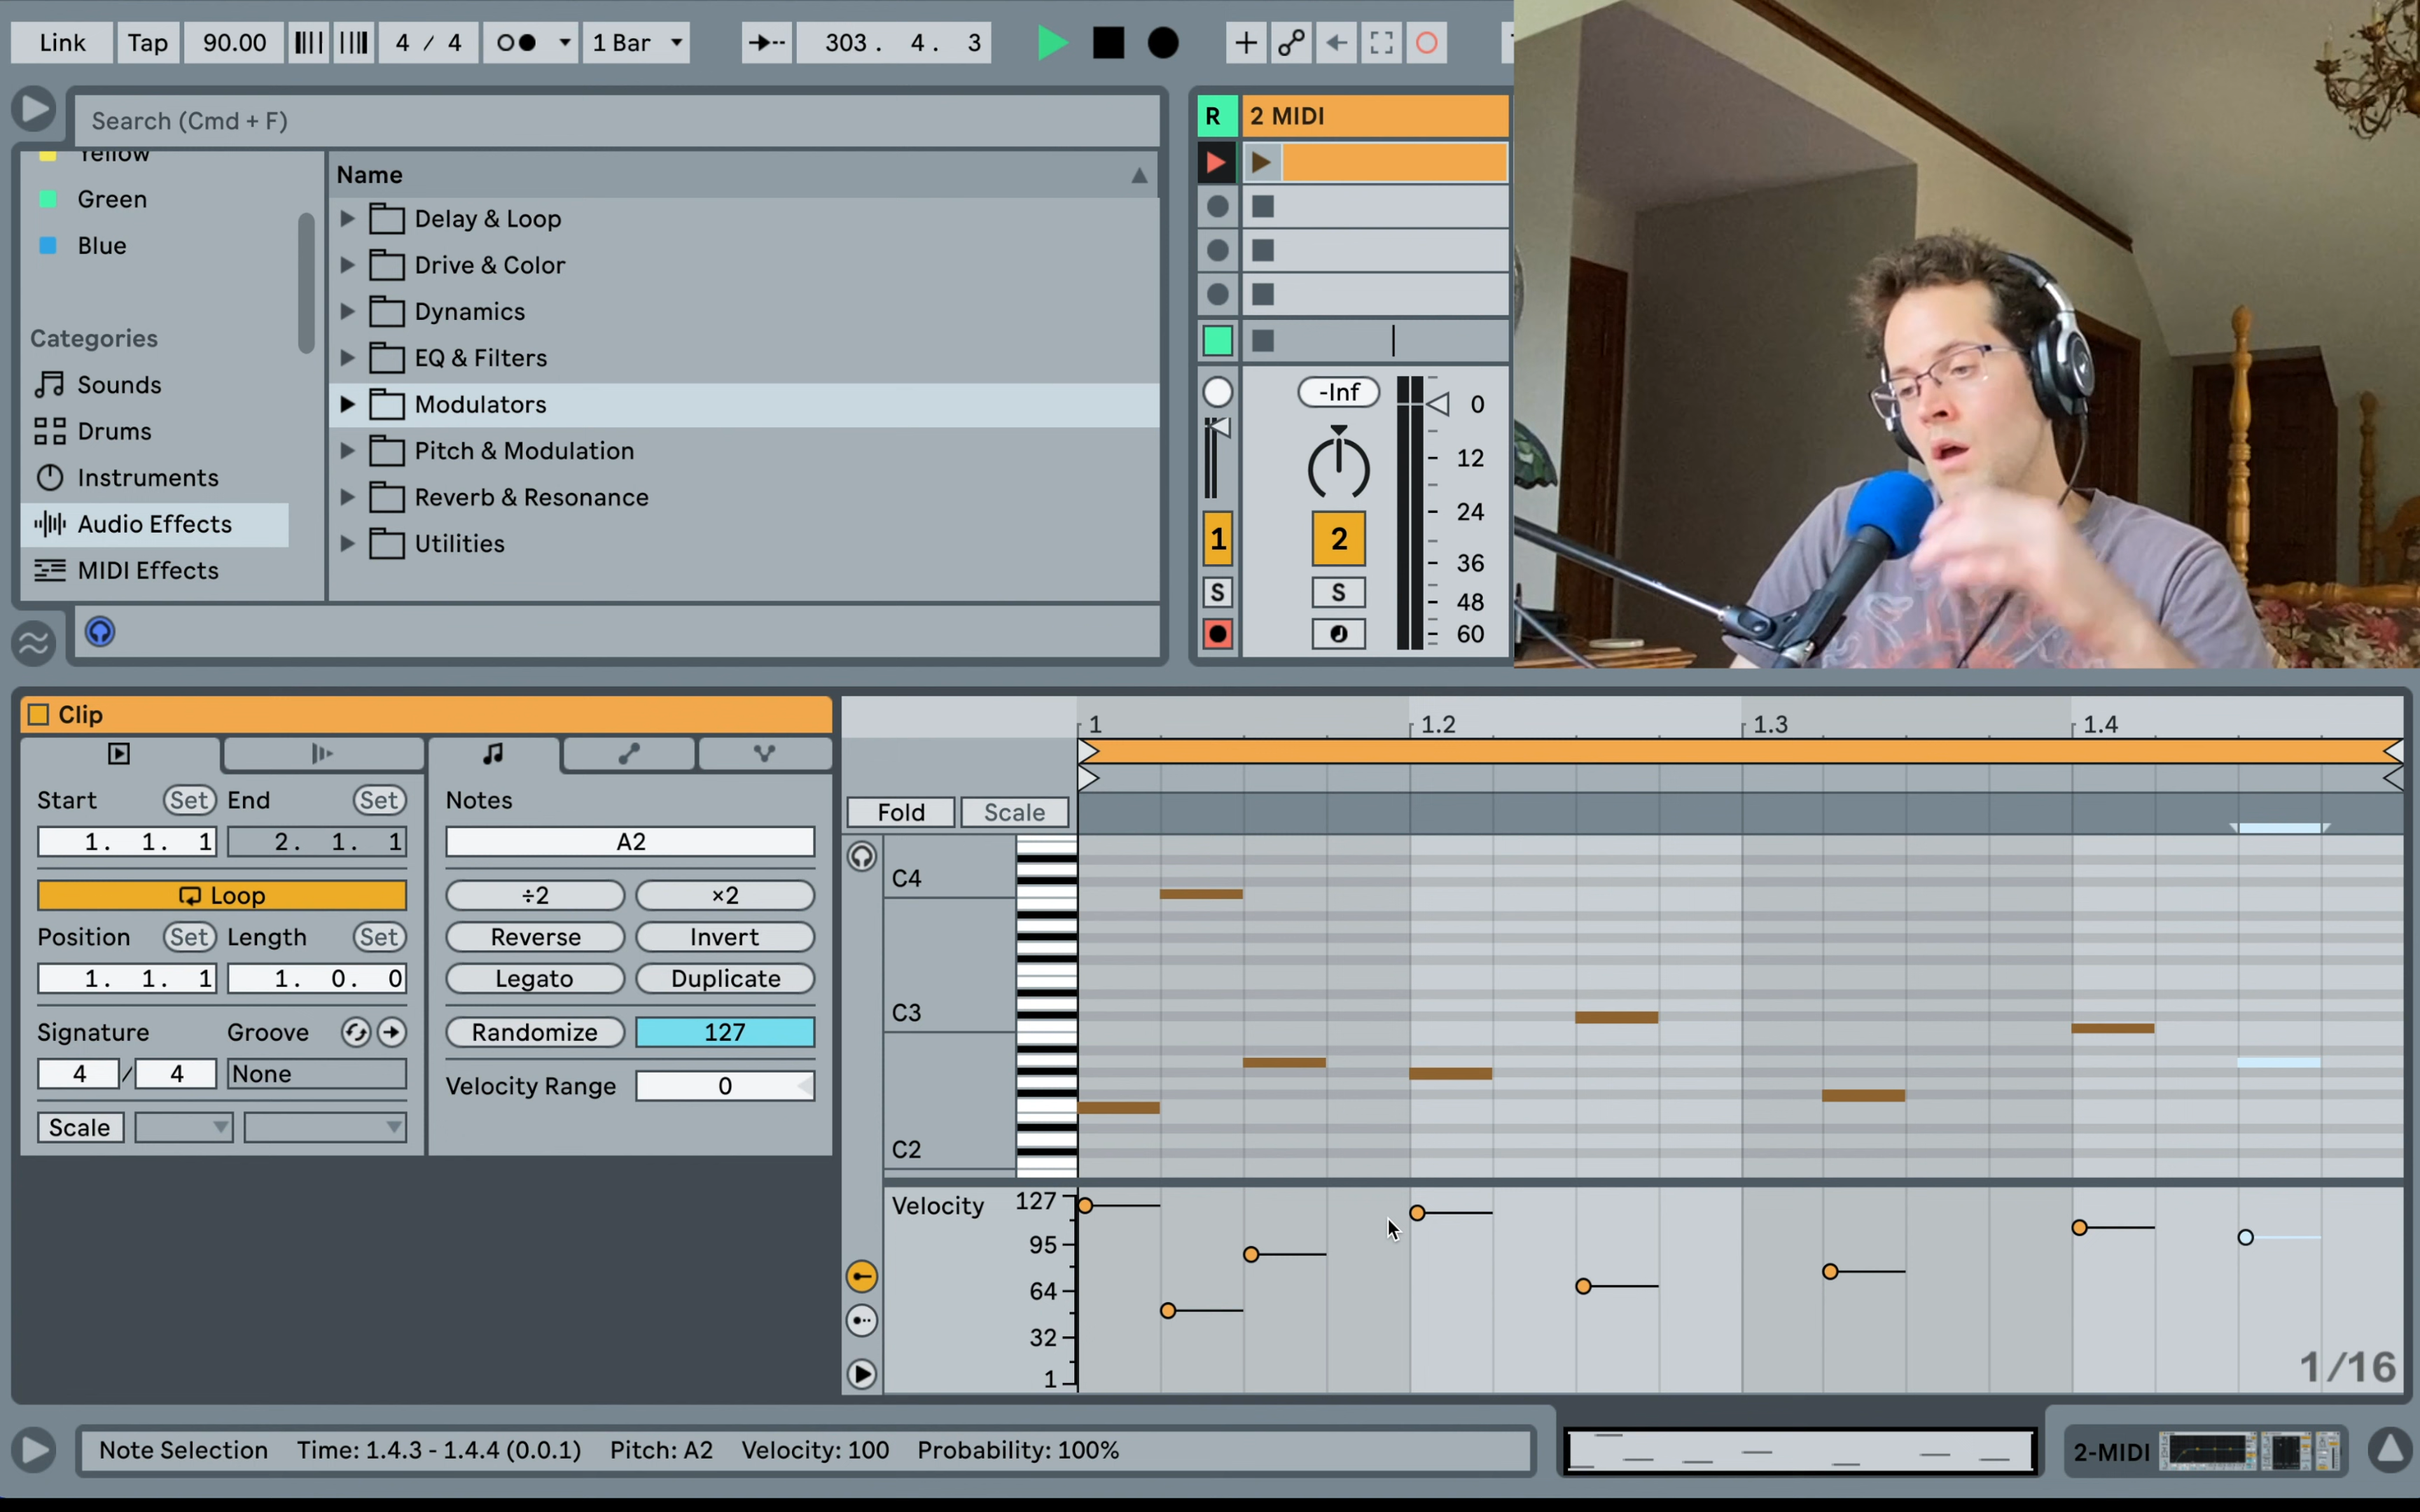 Link Tap 90.00 4 / 4 1 Bar 303. 4. 3
Search (Cmd + F)
Yellow
Green
Blue
Categories
Sounds
Drums
Instruments
Audio Effects
MIDI Effects
Name
Delay & Loop
Drive & Color
Dynamics
EQ & Filters
Modulators
Pitch & Modulation
Reverb & Resonance
Utilities
R 2 MIDI
-Inf
0
12
24
36
48
60
1 2
S S
Clip
Start Set End Set
1. 1. 1 2. 1. 1
Loop
Position Set Length Set
1. 1. 1 1. 0. 0
Signature Groove
4 / 4 None
Scale
Notes
A2
÷2 ×2
Reverse Invert
Legato Duplicate
Randomize 127
Velocity Range 0
1 1.2 1.3 1.4
Fold Scale
C4
C3
C2
Velocity 127
95
64
32
1
1/16
Note Selection Time: 1.4.3 - 1.4.4 (0.0.1) Pitch: A2 Velocity: 100 Probability: 100%
2-MIDI